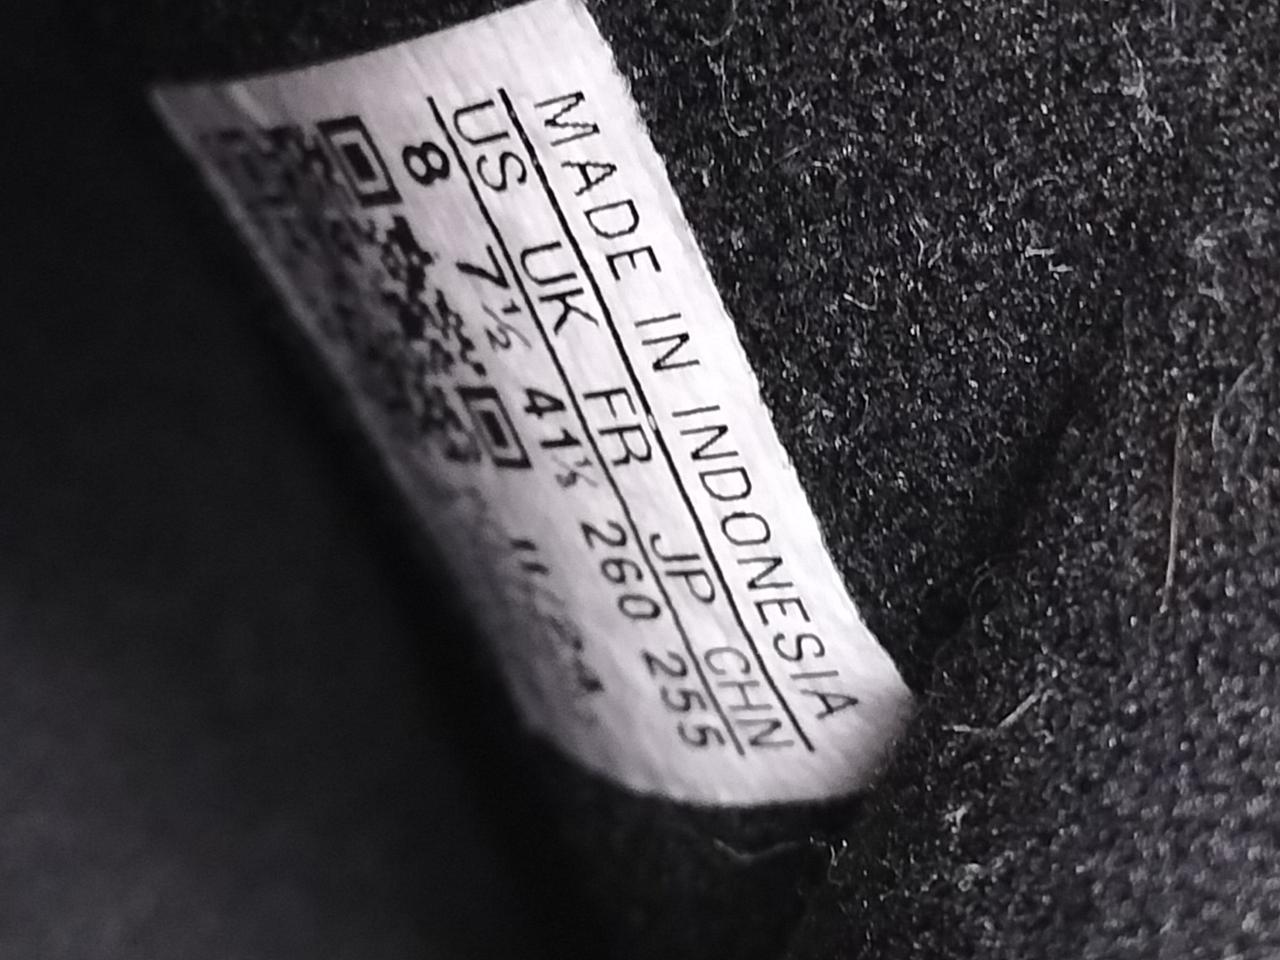 MADE IN INDONESIA
US UK FR JP CHN
8 7½ 41⅓ 260 255